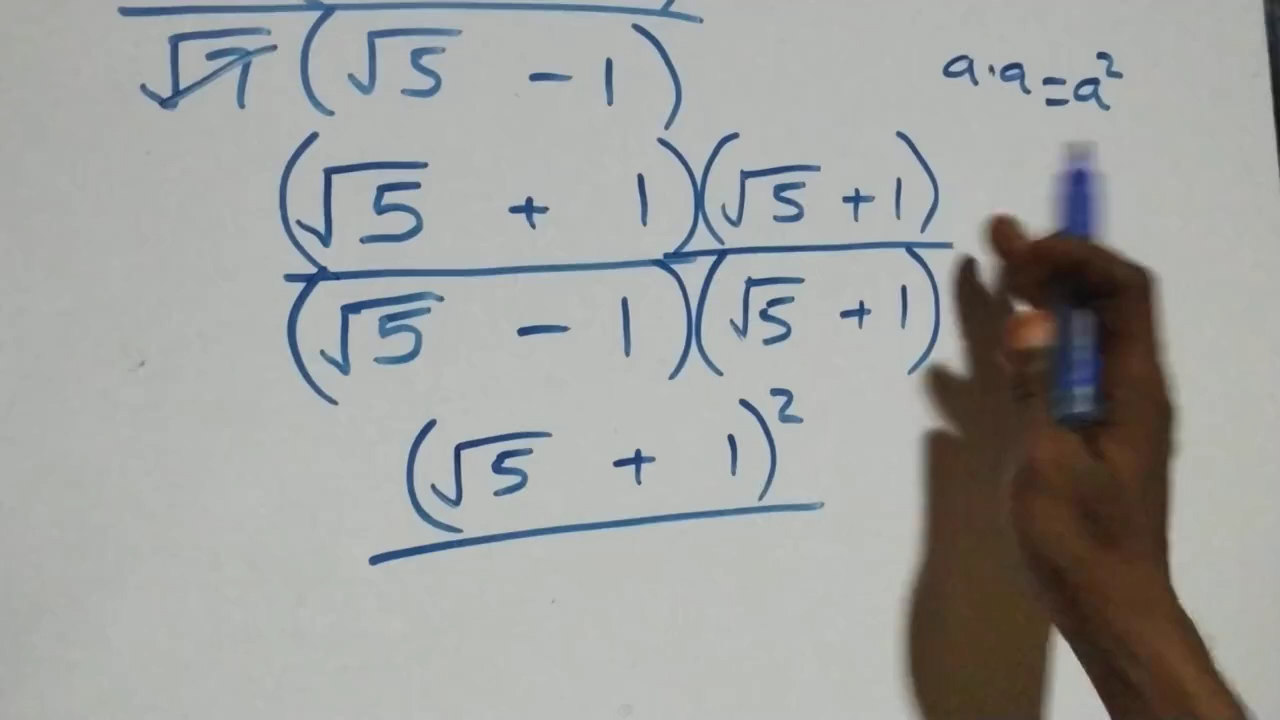 √7 (√5 - 1)
a·a = a²
(√5 + 1)(√5 + 1)
(√5 - 1)(√5 + 1)
(√5 + 1)²